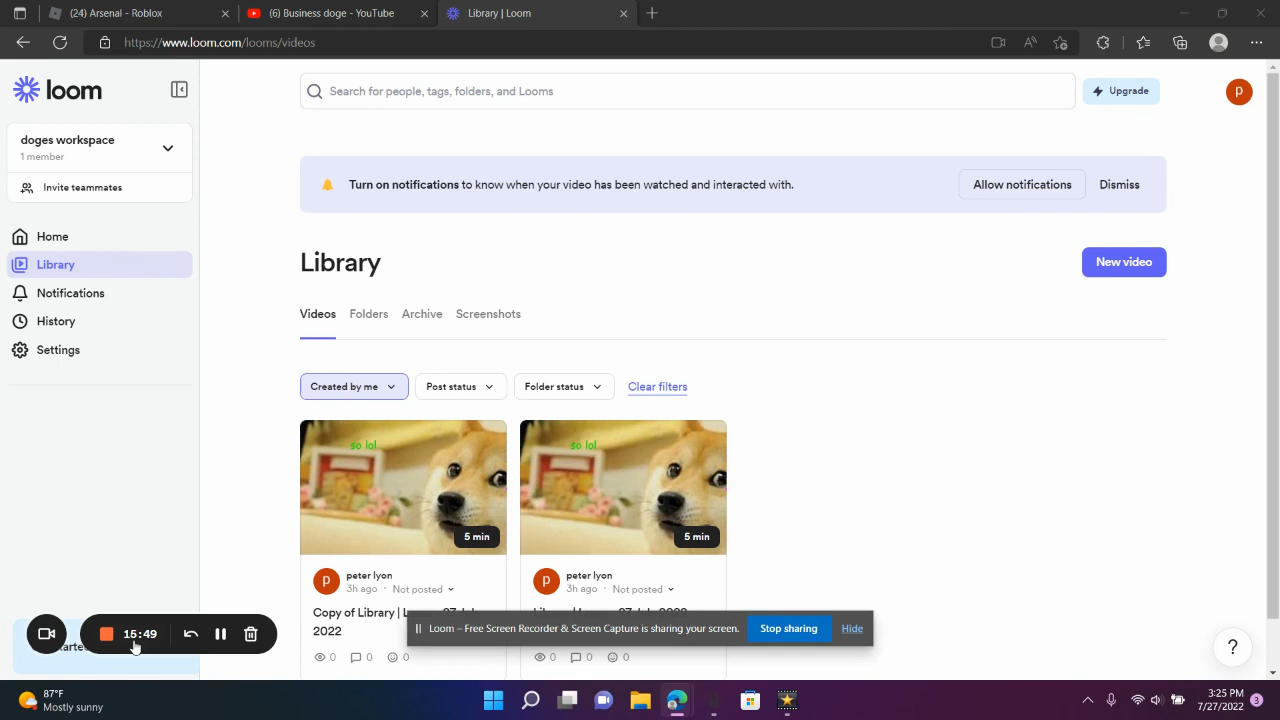 (24) Arsenal - Roblox
(6) Business doge - YouTube
Library | Loom
https://www.loom.com/looms/videos
loom
Search for people, tags, folders, and Looms
Upgrade
p
doges workspace
1 member
Invite teammates
Turn on notifications to know when your video has been watched and interacted with.
Allow notifications
Dismiss
Home
Library
Notifications
History
Settings
Library
New video
Videos
Folders
Archive
Screenshots
Created by me
Post status
Folder status
Clear filters
so lol
5 min
so lol
5 min
p
peter lyon
3h ago · Not posted
Copy of Library |
2022
0
0
0
p
peter lyon
3h ago · Not posted
0
0
0
15:49
Loom – Free Screen Recorder & Screen Capture is sharing your screen.
Stop sharing
Hide
?
87°F
Mostly sunny
3:25 PM
7/27/2022
3